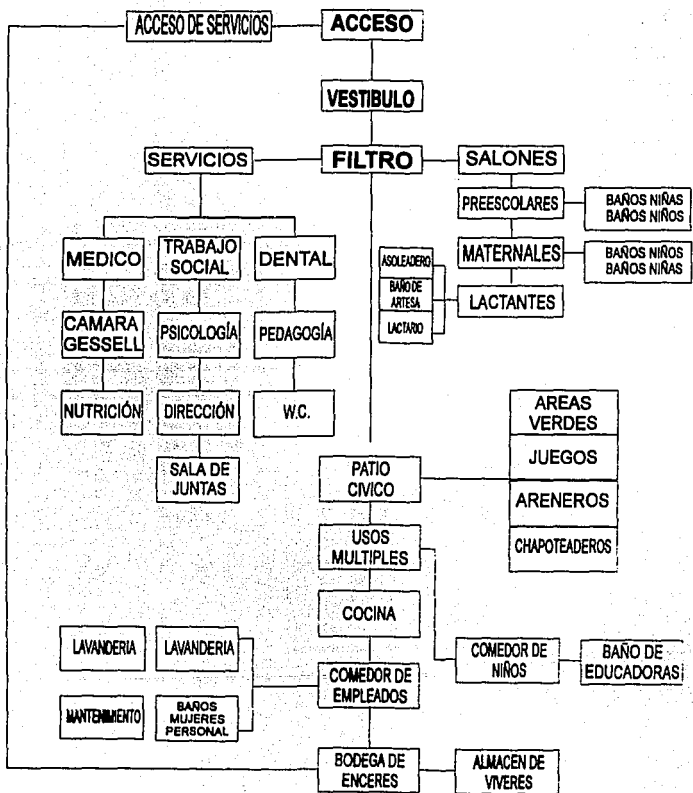 ACCESO DE SERVICIOS
ACCESO
VESTIBULO
SERVICIOS
FILTRO
SALONES
PREESCOLARES
BAÑOS NIÑAS
BAÑOS NIÑOS
MEDICO
TRABAJO
SOCIAL
DENTAL
ASOLEADERO
BAÑO DE
ARTESA
LACTARIO
MATERNALES
BAÑOS NIÑOS
BAÑOS NIÑAS
LACTANTES
CAMARA
GESSELL
PSICOLOGÍA
PEDAGOGÍA
NUTRICIÓN
DIRECCIÓN
W.C.
SALA DE
JUNTAS
AREAS
VERDES
JUEGOS
ARENEROS
CHAPOTEADEROS
PATIO
CIVICO
USOS
MULTIPLES
COCINA
LAVANDERIA
LAVANDERIA
COMEDOR DE
EMPLEADOS
COMEDOR DE
NIÑOS
BAÑO DE
EDUCADORAS
MANTENIMIENTO
BAÑOS
MUJERES
PERSONAL
BODEGA DE
ENCERES
ALMACEN DE
VIVERES